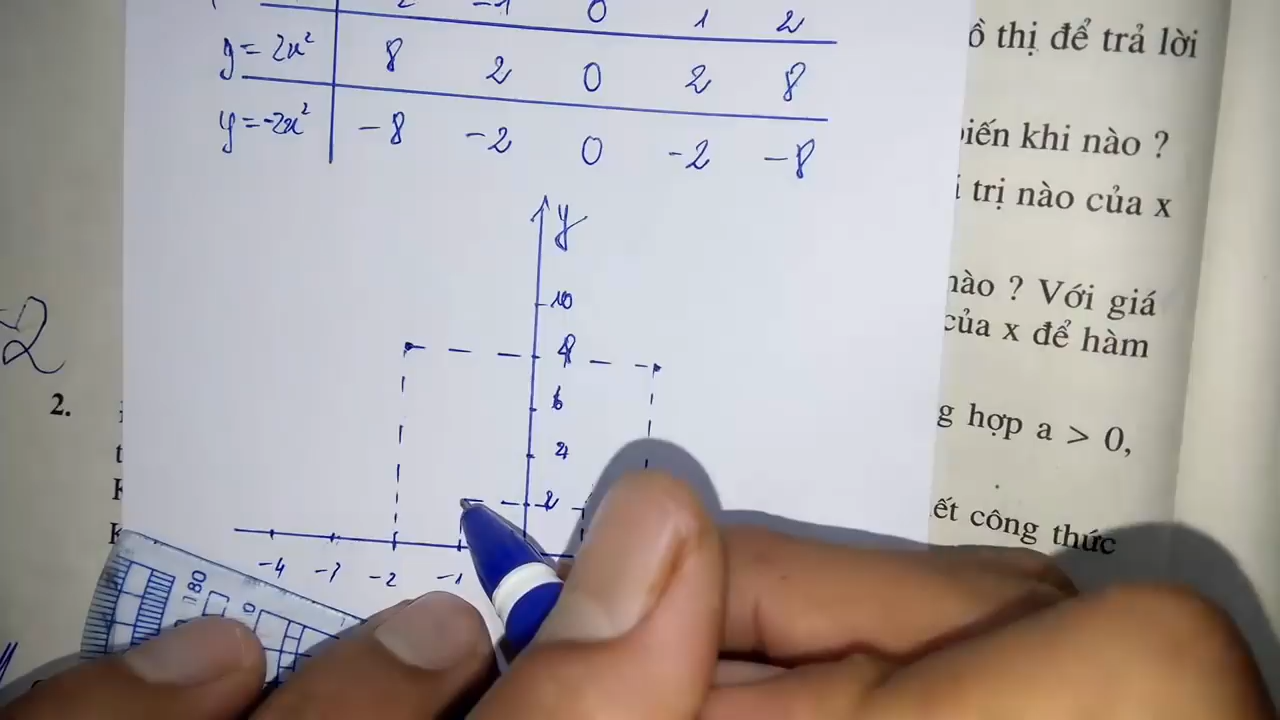 2 -1 0 1 2
y = 2x² 8 2 0 2 8
y = -2x² -8 -2 0 -2 -8
y
10
8
6
4
2
-4 -3 -2 -1
-2
2.
180
0
ồ thị để trả lời
biến khi nào ?
trị nào của x
nào ? Với giá
của x để hàm
g hợp a > 0,
ết công thức